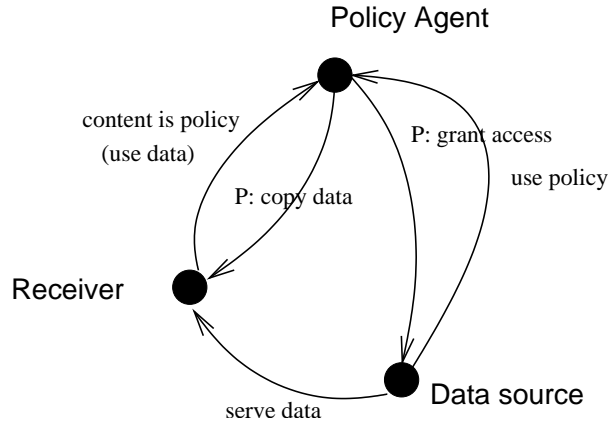 Policy Agent
content is policy
(use data)
P: grant access
use policy
P: copy data
Receiver
Data source
serve data